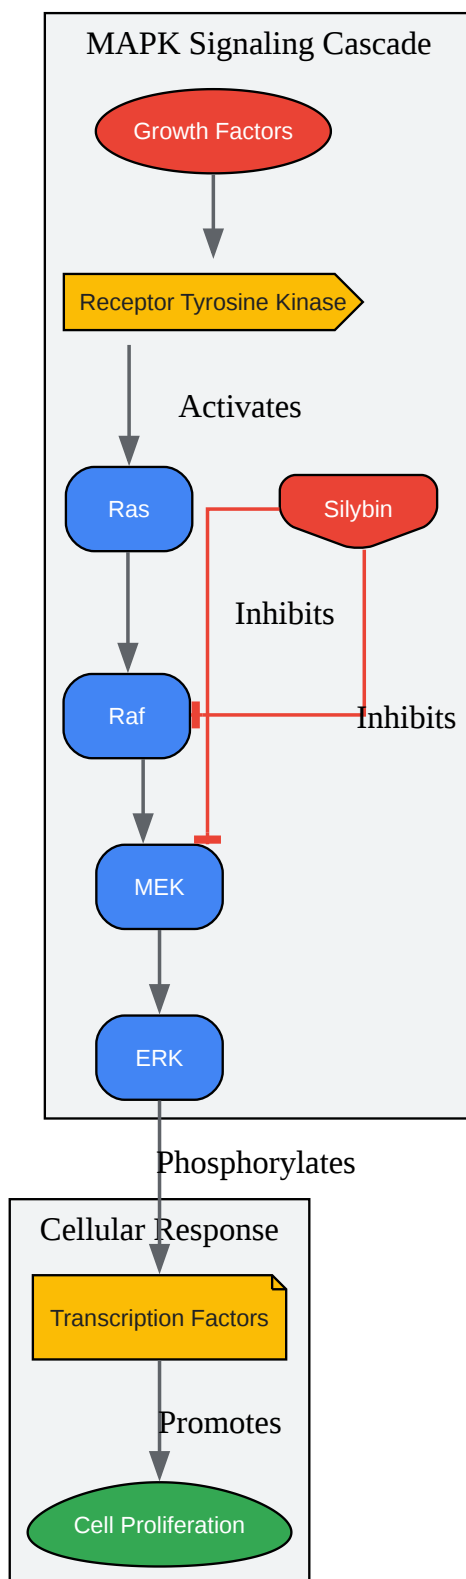 MAPK Signaling Cascade
Growth Factors
Receptor Tyrosine Kinase
Activates
Ras
Silybin
Inhibits
Raf
Inhibits
MEK
ERK
Phosphorylates
Cellular Response
Transcription Factors
Promotes
Cell Proliferation